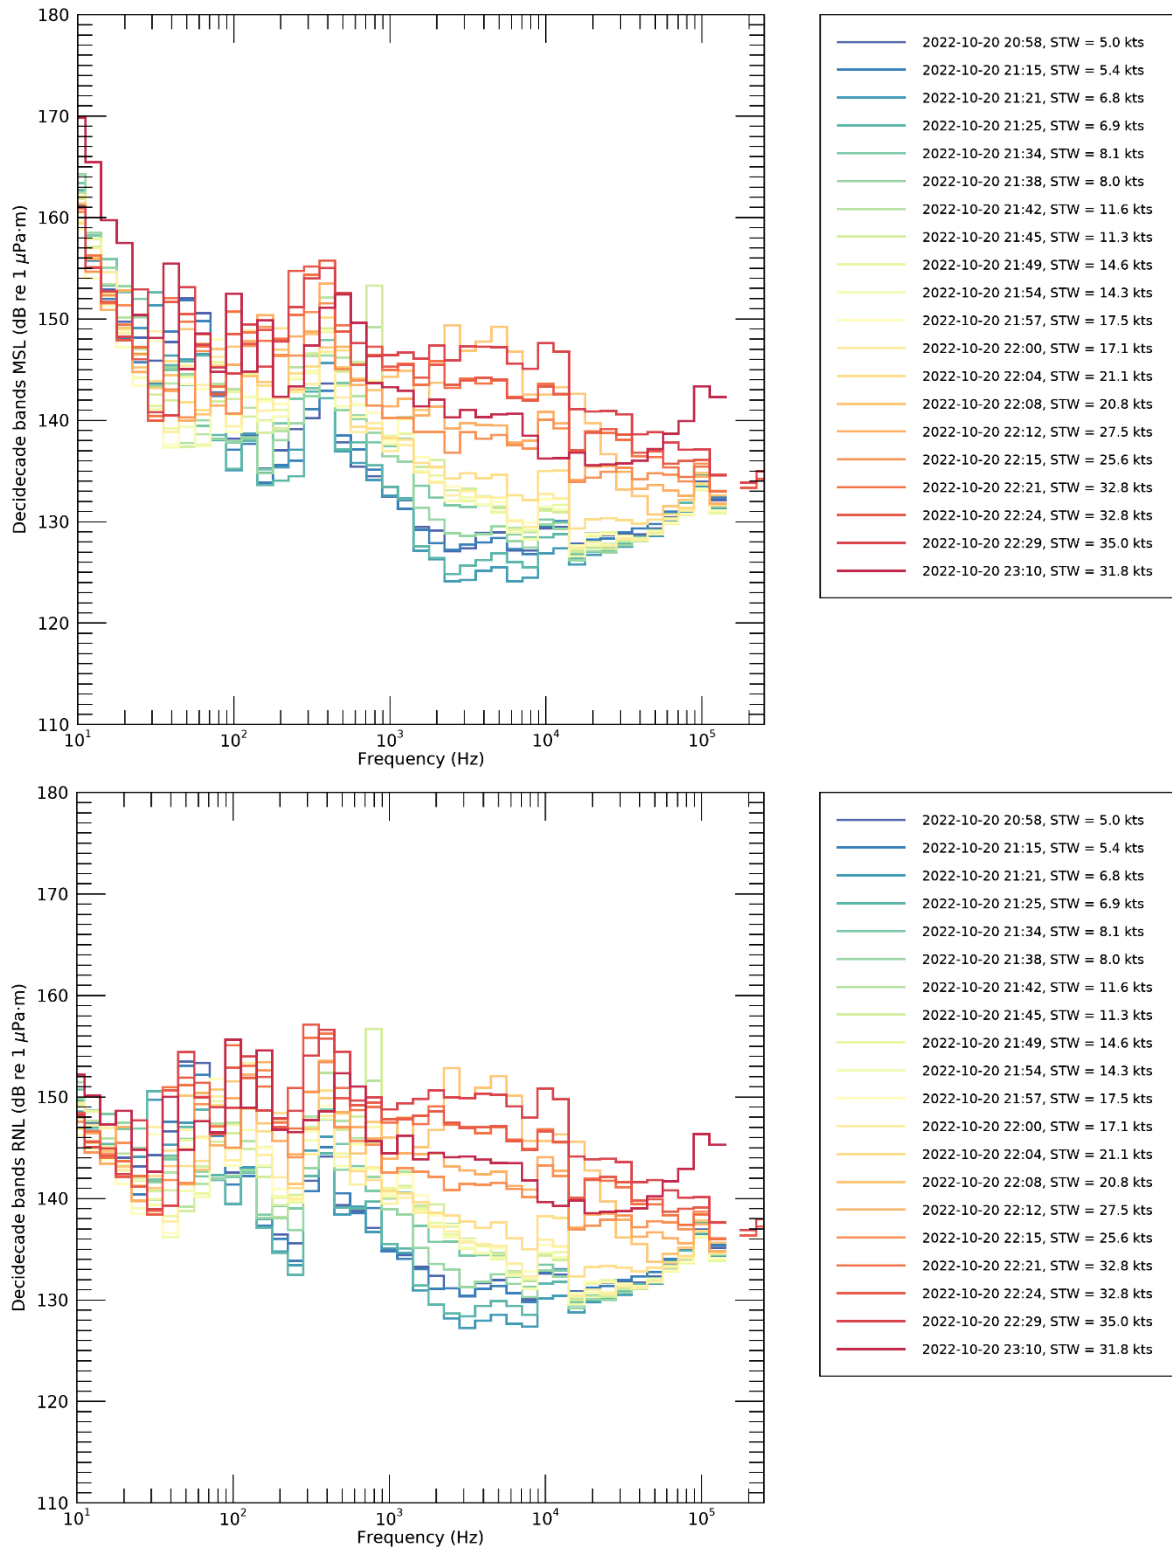 180
170
160
150
140
130
120
110
Decidecade bands MSL (dB re 1 μPa·m)
10¹ 10² 10³ 10⁴ 10⁵
Frequency (Hz)
2022-10-20 20:58, STW = 5.0 kts
2022-10-20 21:15, STW = 5.4 kts
2022-10-20 21:21, STW = 6.8 kts
2022-10-20 21:25, STW = 6.9 kts
2022-10-20 21:34, STW = 8.1 kts
2022-10-20 21:38, STW = 8.0 kts
2022-10-20 21:42, STW = 11.6 kts
2022-10-20 21:45, STW = 11.3 kts
2022-10-20 21:49, STW = 14.6 kts
2022-10-20 21:54, STW = 14.3 kts
2022-10-20 21:57, STW = 17.5 kts
2022-10-20 22:00, STW = 17.1 kts
2022-10-20 22:04, STW = 21.1 kts
2022-10-20 22:08, STW = 20.8 kts
2022-10-20 22:12, STW = 27.5 kts
2022-10-20 22:15, STW = 25.6 kts
2022-10-20 22:21, STW = 32.8 kts
2022-10-20 22:24, STW = 32.8 kts
2022-10-20 22:29, STW = 35.0 kts
2022-10-20 23:10, STW = 31.8 kts
180
170
160
150
140
130
120
110
Decidecade bands RNL (dB re 1 μPa·m)
10¹ 10² 10³ 10⁴ 10⁵
Frequency (Hz)
2022-10-20 20:58, STW = 5.0 kts
2022-10-20 21:15, STW = 5.4 kts
2022-10-20 21:21, STW = 6.8 kts
2022-10-20 21:25, STW = 6.9 kts
2022-10-20 21:34, STW = 8.1 kts
2022-10-20 21:38, STW = 8.0 kts
2022-10-20 21:42, STW = 11.6 kts
2022-10-20 21:45, STW = 11.3 kts
2022-10-20 21:49, STW = 14.6 kts
2022-10-20 21:54, STW = 14.3 kts
2022-10-20 21:57, STW = 17.5 kts
2022-10-20 22:00, STW = 17.1 kts
2022-10-20 22:04, STW = 21.1 kts
2022-10-20 22:08, STW = 20.8 kts
2022-10-20 22:12, STW = 27.5 kts
2022-10-20 22:15, STW = 25.6 kts
2022-10-20 22:21, STW = 32.8 kts
2022-10-20 22:24, STW = 32.8 kts
2022-10-20 22:29, STW = 35.0 kts
2022-10-20 23:10, STW = 31.8 kts